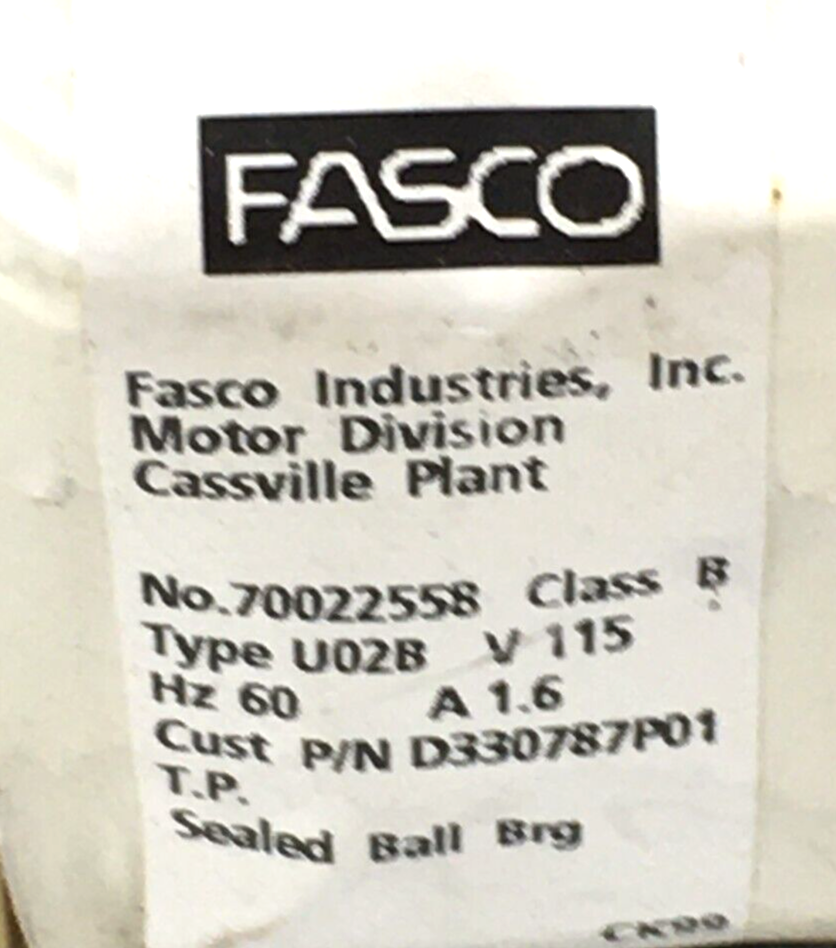 FASCO
Fasco Industries, Inc.
Motor Division
Cassville Plant
No.70022558 Class B
Type U02B V 115
Hz 60 A 1.6
Cust P/N D330787P01
T.P.
Sealed Ball Brg